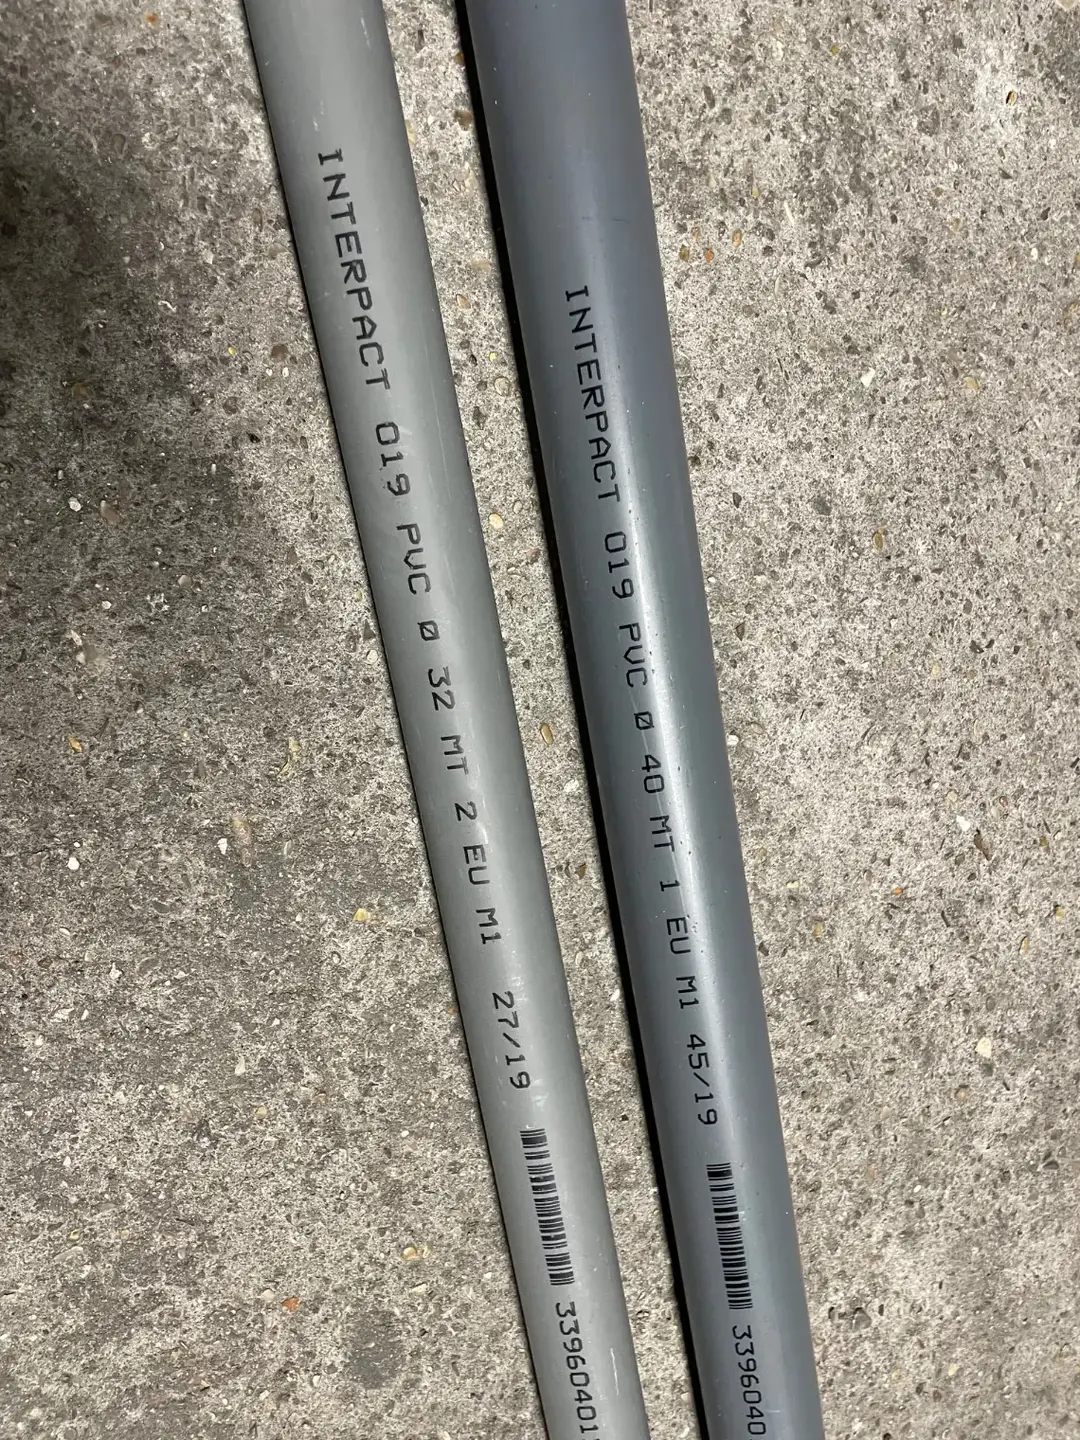 INTERPACT 019 PVC Ø 32 MT 2 EU M1 27/19
INTERPACT 019 PVC Ø 40 MT 1 EU M1 45/19